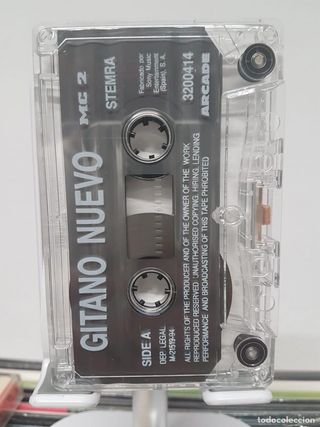 GITANO NUEVO
MC 2
STEMRA
Fabricado por
Sony Music
Entertainment
(Spain), S. A.
3200414
ARCADE
SIDE A
DEP. LEGAL
M-21519-94
ALL RIGHTS OF THE PRODUCER AND OF THE OWNER OF THE WORK
REPRODUCED RESERVED UNAUTHORISED COPYING, HIRING, LENDING
PERFORMANCE AND BROADCASTING OF THIS TAPE PHROBITED
todocoleccion